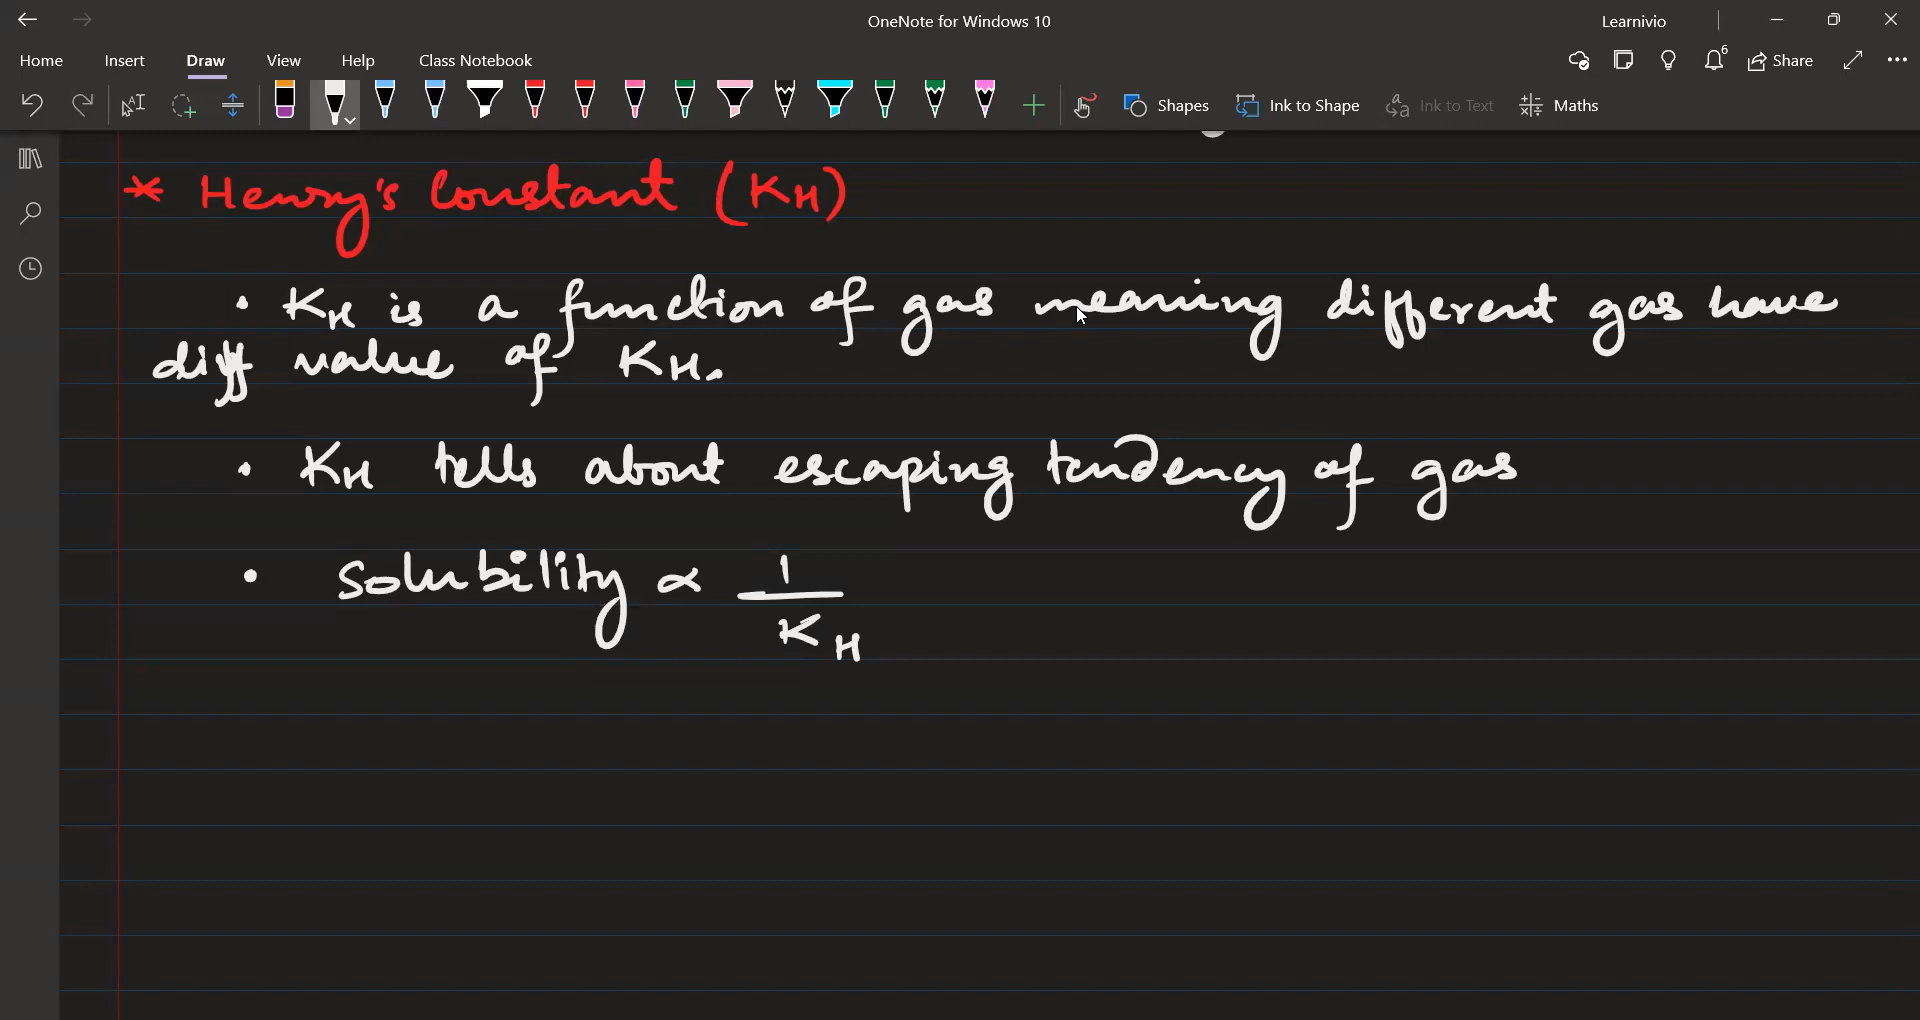 OneNote for Windows 10
Learnivio
Home Insert Draw View Help Class Notebook
6
Share
Shapes Ink to Shape Ink to Text Maths
* Henry's Constant (KH)
• KH is a function of gas meaning different gas have
diff value of KH.
• KH tells about escaping tendency of gas
• Solubility ∝ 1/KH